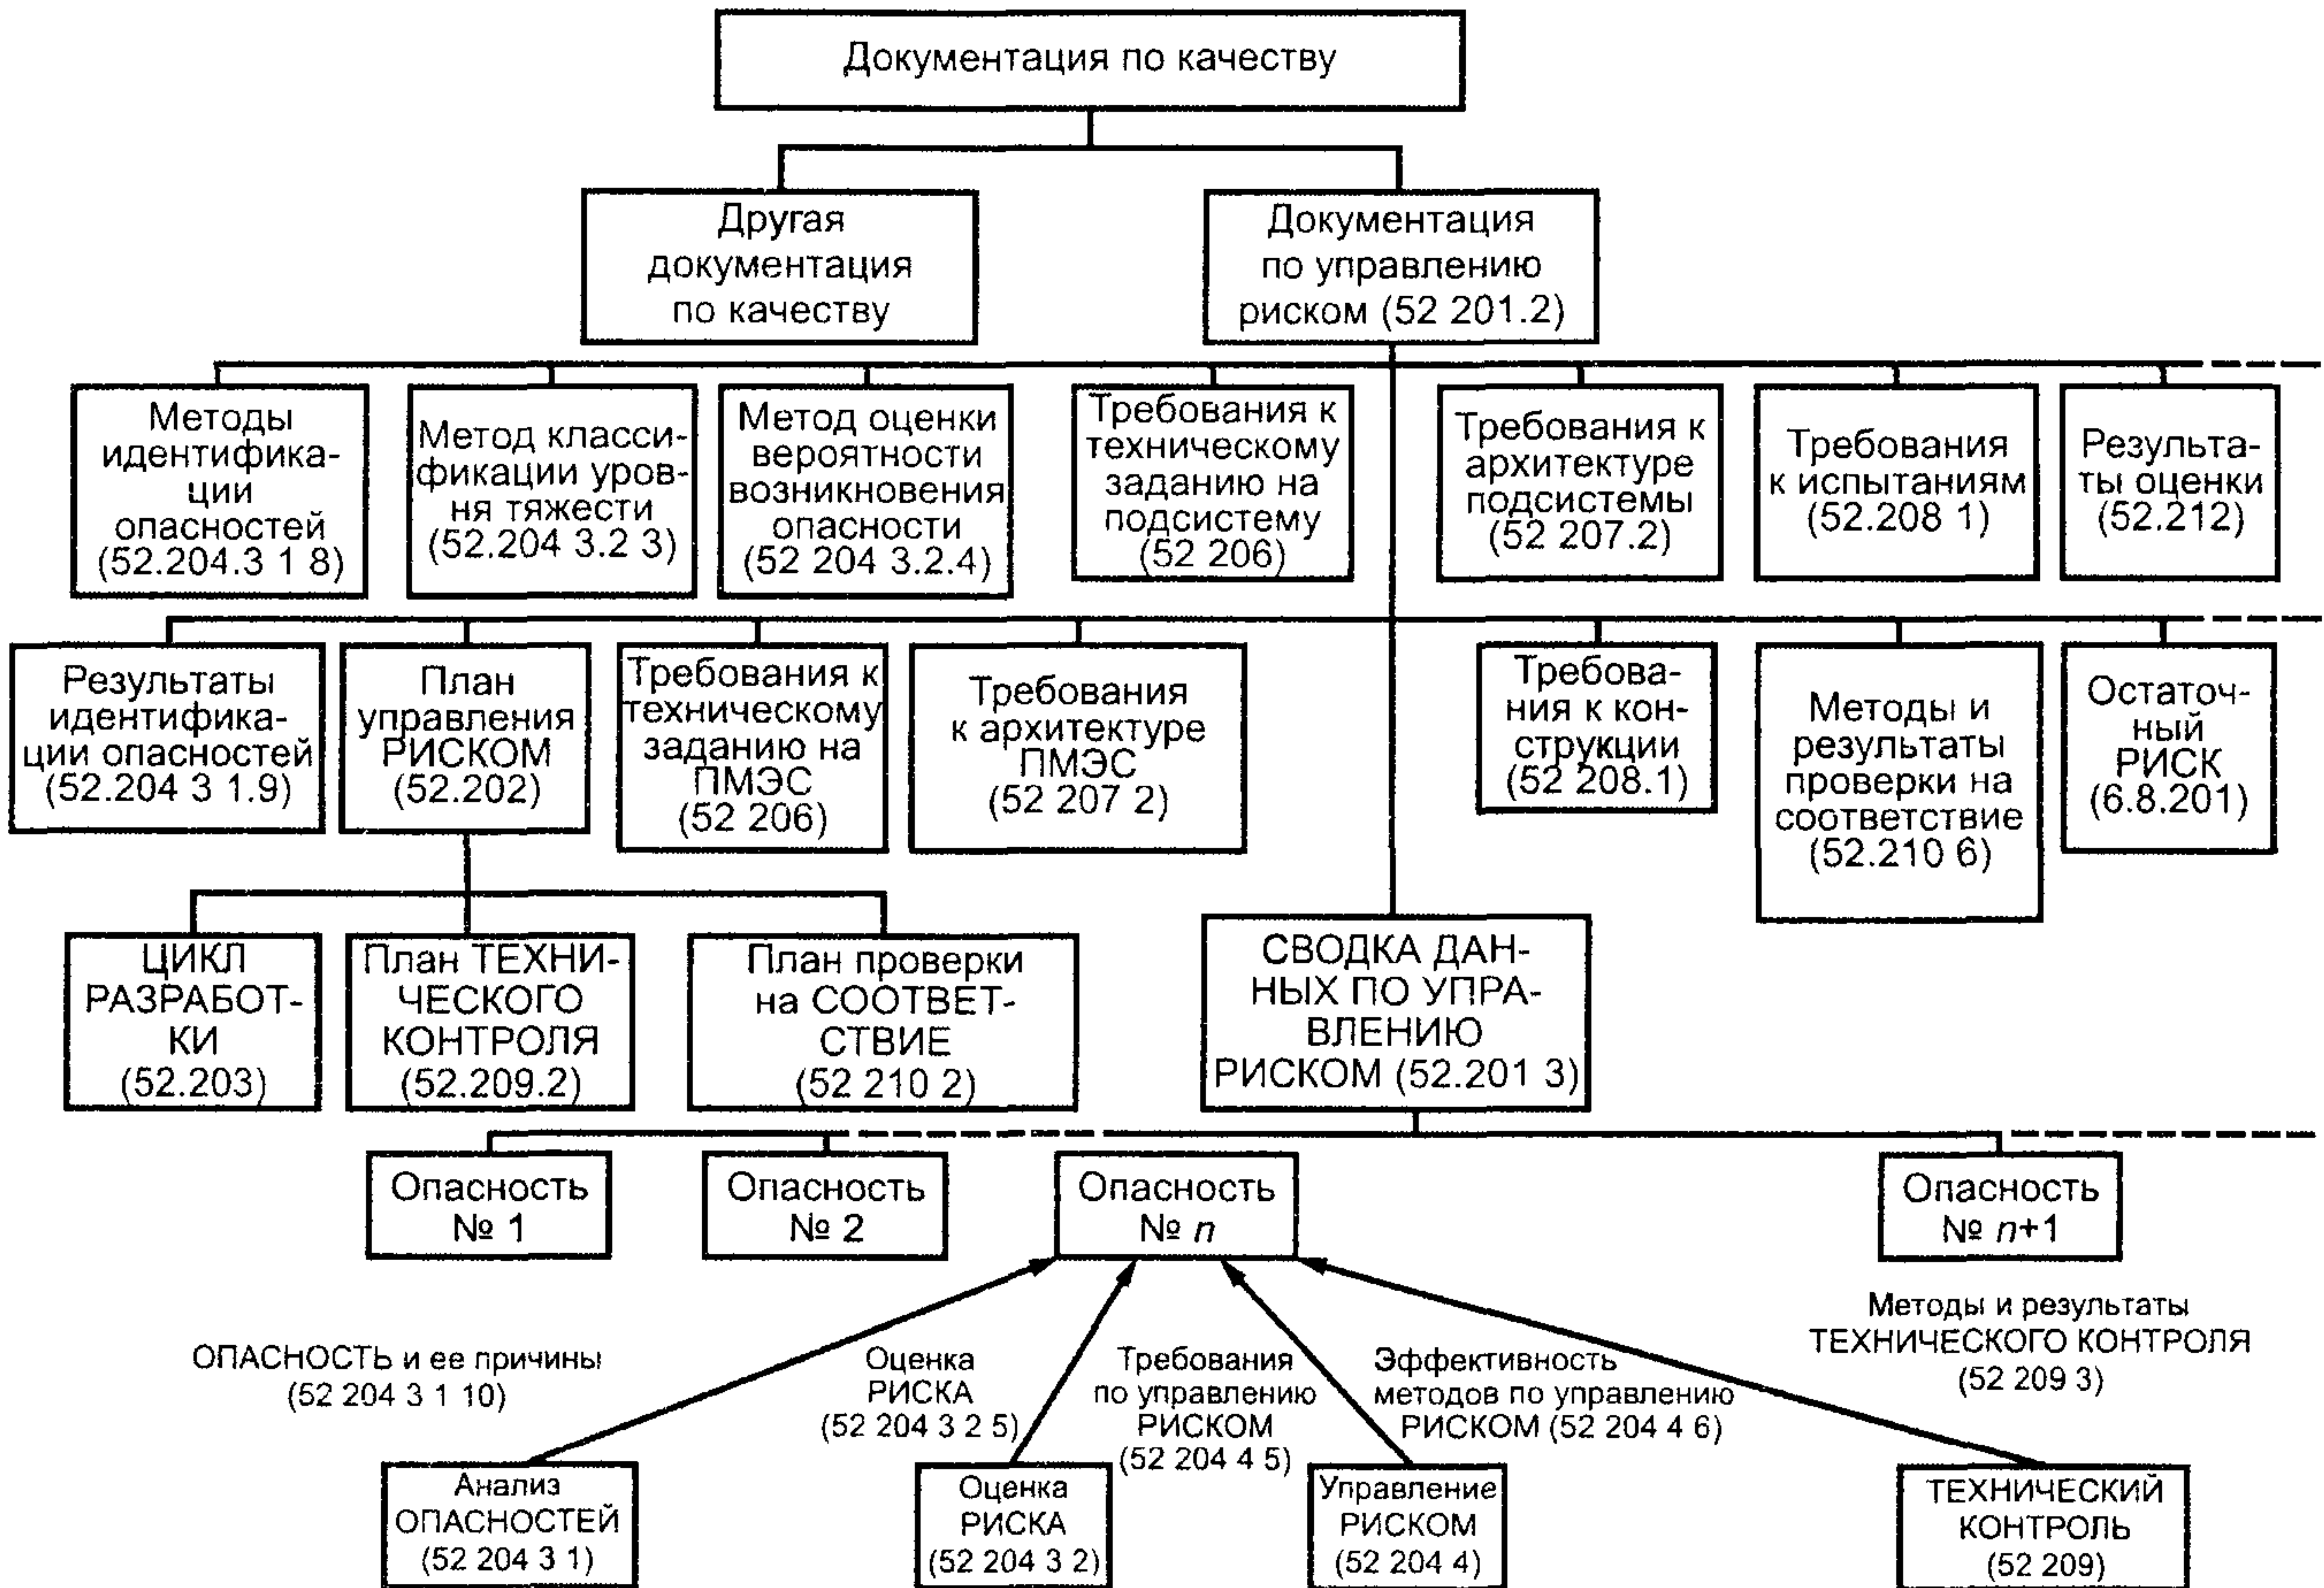 Документация по качеству
Другая
документация
по качеству
Документация
по управлению
риском (52 201.2)
Методы
идентифика-
ции
опасностей
(52.204.3 1 8)
Метод класси-
фикации уров-
ня тяжести
(52.204 3.2 3)
Метод оценки
вероятности
возникновения
опасности
(52 204 3.2.4)
Требования к
техническому
заданию на
подсистему
(52 206)
Требования к
архитектуре
подсистемы
(52 207.2)
Требования
к испытаниям
(52.208 1)
Результа-
ты оценки
(52.212)
Результаты
идентифика-
ции опасностей
(52.204 3 1.9)
План
управления
РИСКОМ
(52.202)
Требования к
техническому
заданию на
ПМЭС
(52 206)
Требования
к архитектуре
ПМЭС
(52 207 2)
Требова-
ния к кон-
струкции
(52 208.1)
Методы и
результаты
проверки на
соответствие
(52.210 6)
Остаточ-
ный
РИСК
(6.8.201)
ЦИКЛ
РАЗРАБОТ-
КИ
(52.203)
План ТЕХНИ-
ЧЕСКОГО
КОНТРОЛЯ
(52.209.2)
План проверки
на СООТВЕТ-
СТВИЕ
(52 210 2)
СВОДКА ДАН-
НЫХ ПО УПРА-
ВЛЕНИЮ
РИСКОМ (52.201 3)
Опасность
№ 1
Опасность
№ 2
Опасность
№ n
Опасность
№ n+1
ОПАСНОСТЬ и ее причины
(52 204 3 1 10)
Оценка
РИСКА
(52 204 3 2 5)
Требования
по управлению
РИСКОМ
(52 204 4 5)
Эффективность
методов по управлению
РИСКОМ (52 204 4 6)
Методы и результаты
ТЕХНИЧЕСКОГО КОНТРОЛЯ
(52 209 3)
Анализ
ОПАСНОСТЕЙ
(52 204 3 1)
Оценка
РИСКА
(52 204 3 2)
Управление
РИСКОМ
(52 204 4)
ТЕХНИЧЕСКИЙ
КОНТРОЛЬ
(52 209)